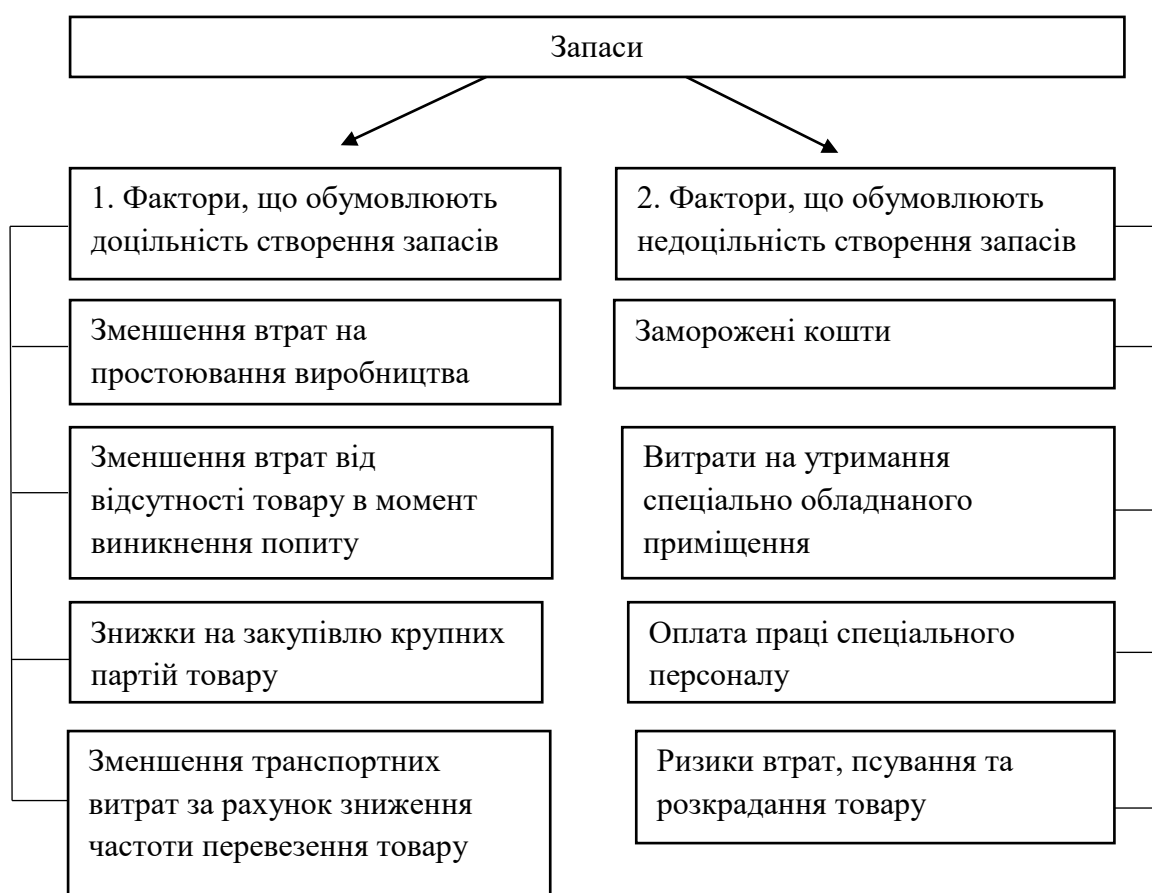 Запаси
1. Фактори, що обумовлюють
доцільність створення запасів
Зменшення втрат на
простоювання виробництва
Зменшення втрат від
відсутності товару в момент
виникнення попиту
Знижки на закупівлю крупних
партій товару
Зменшення транспортних
витрат за рахунок зниження
частоти перевезення товару
2. Фактори, що обумовлюють
недоцільність створення запасів
Заморожені кошти
Витрати на утримання
спеціально обладнаного
приміщення
Оплата праці спеціального
персоналу
Ризики втрат, псування та
розкрадання товару